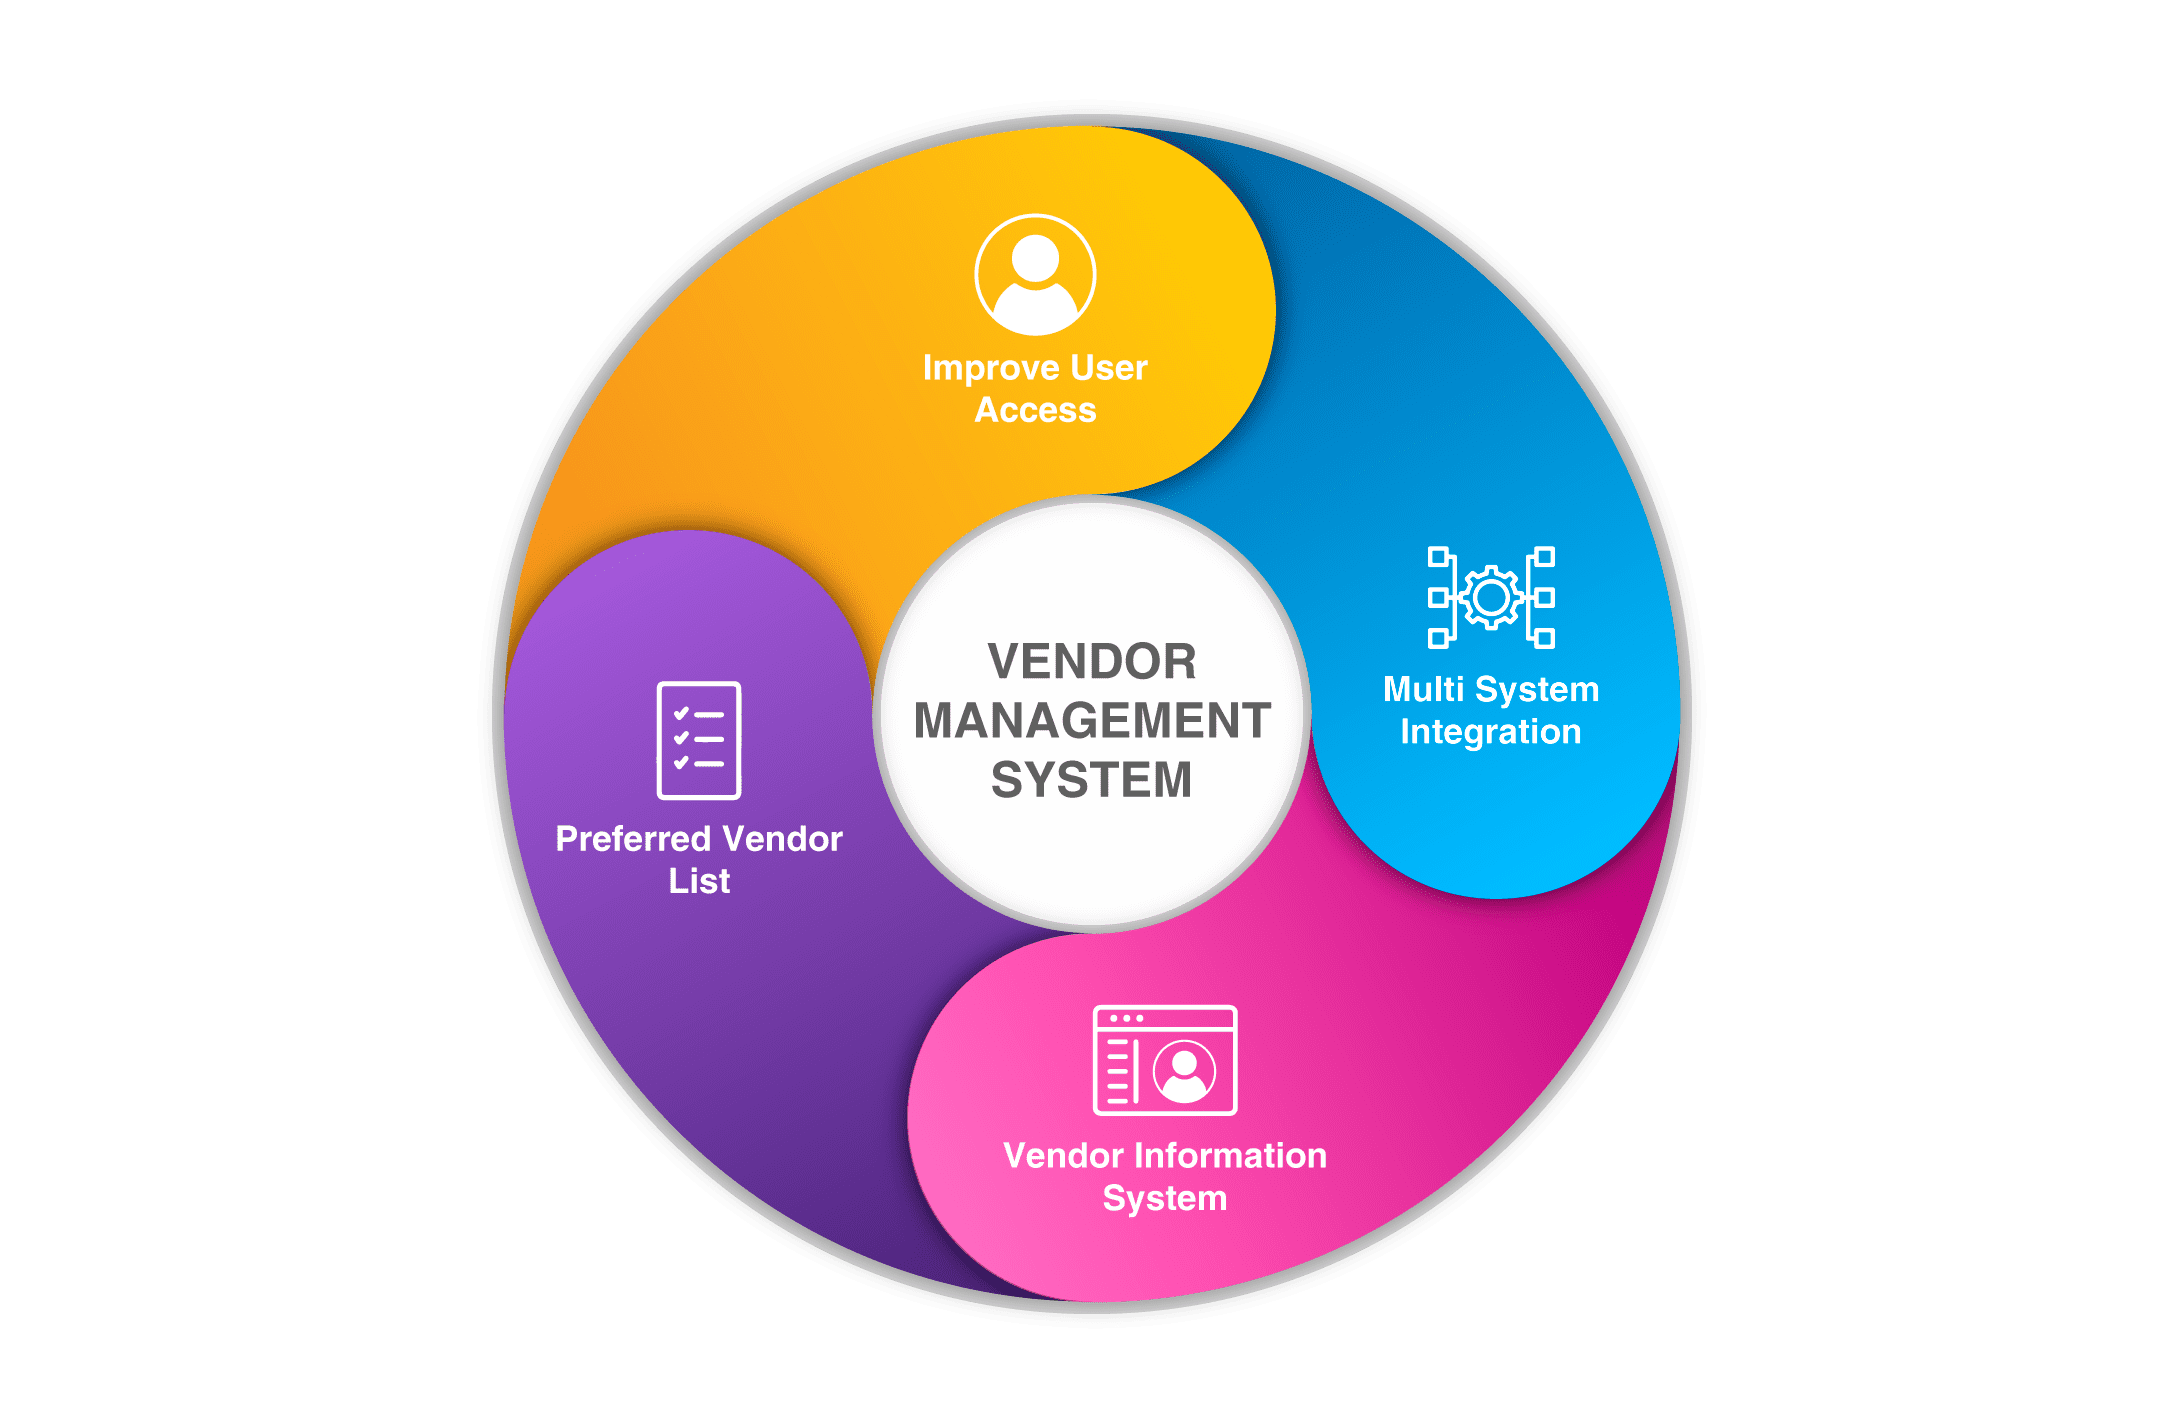 Improve User
Access
Multi System
Integration
VENDOR
MANAGEMENT
SYSTEM
Preferred Vendor
List
Vendor Information
System